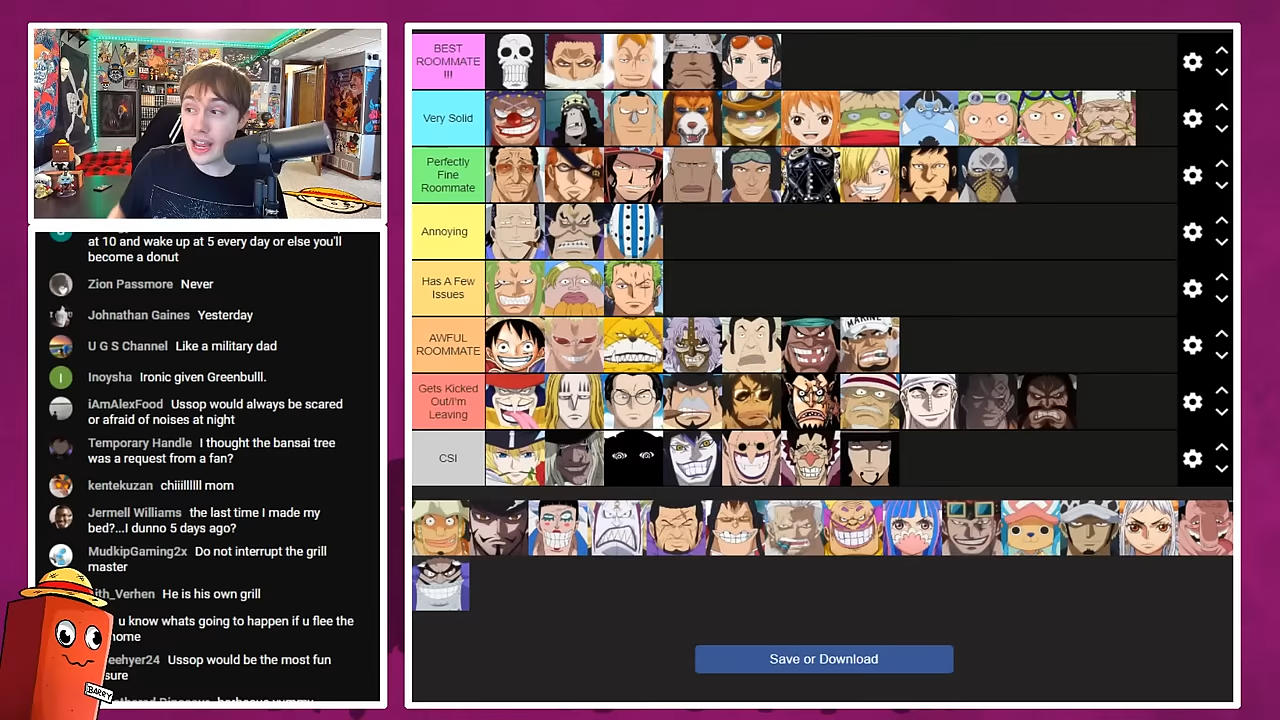 at 10 and wake up at 5 every day or else you'll
become a donut
Zion Passmore Never
Johnathan Gaines Yesterday
U G S Channel Like a military dad
Inoysha Ironic given Greenbulll.
iAmAlexFood Ussop would always be scared
or afraid of noises at night
Temporary Handle I thought the bansai tree
was a request from a fan?
kentekuzan chiiillllll mom
Jermell Williams the last time I made my
bed?...I dunno 5 days ago?
MudkipGaming2x Do not interrupt the grill
master
ith_Verhen He is his own grill
u know whats going to happen if u flee the
home
eehyer24 Ussop would be the most fun
sure
BARRY
BEST
ROOMMATE
!!!
Very Solid
Perfectly
Fine
Roommate
Annoying
Has A Few
Issues
AWFUL
ROOMMATE
MARINE
Gets Kicked
Out/I'm
Leaving
CSI
Save or Download